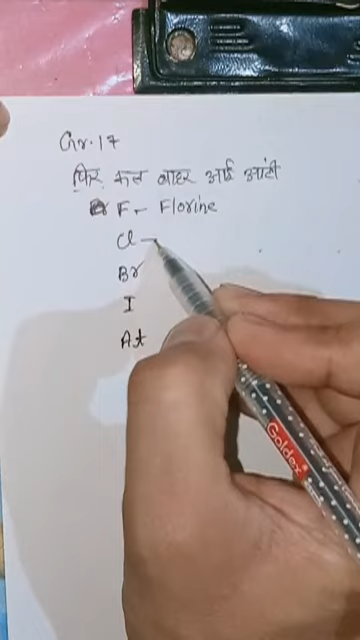 Gr. 17
फिर कल बाहर आई आंटी
F - Florine
Cl -
Br
I
At
Goldex